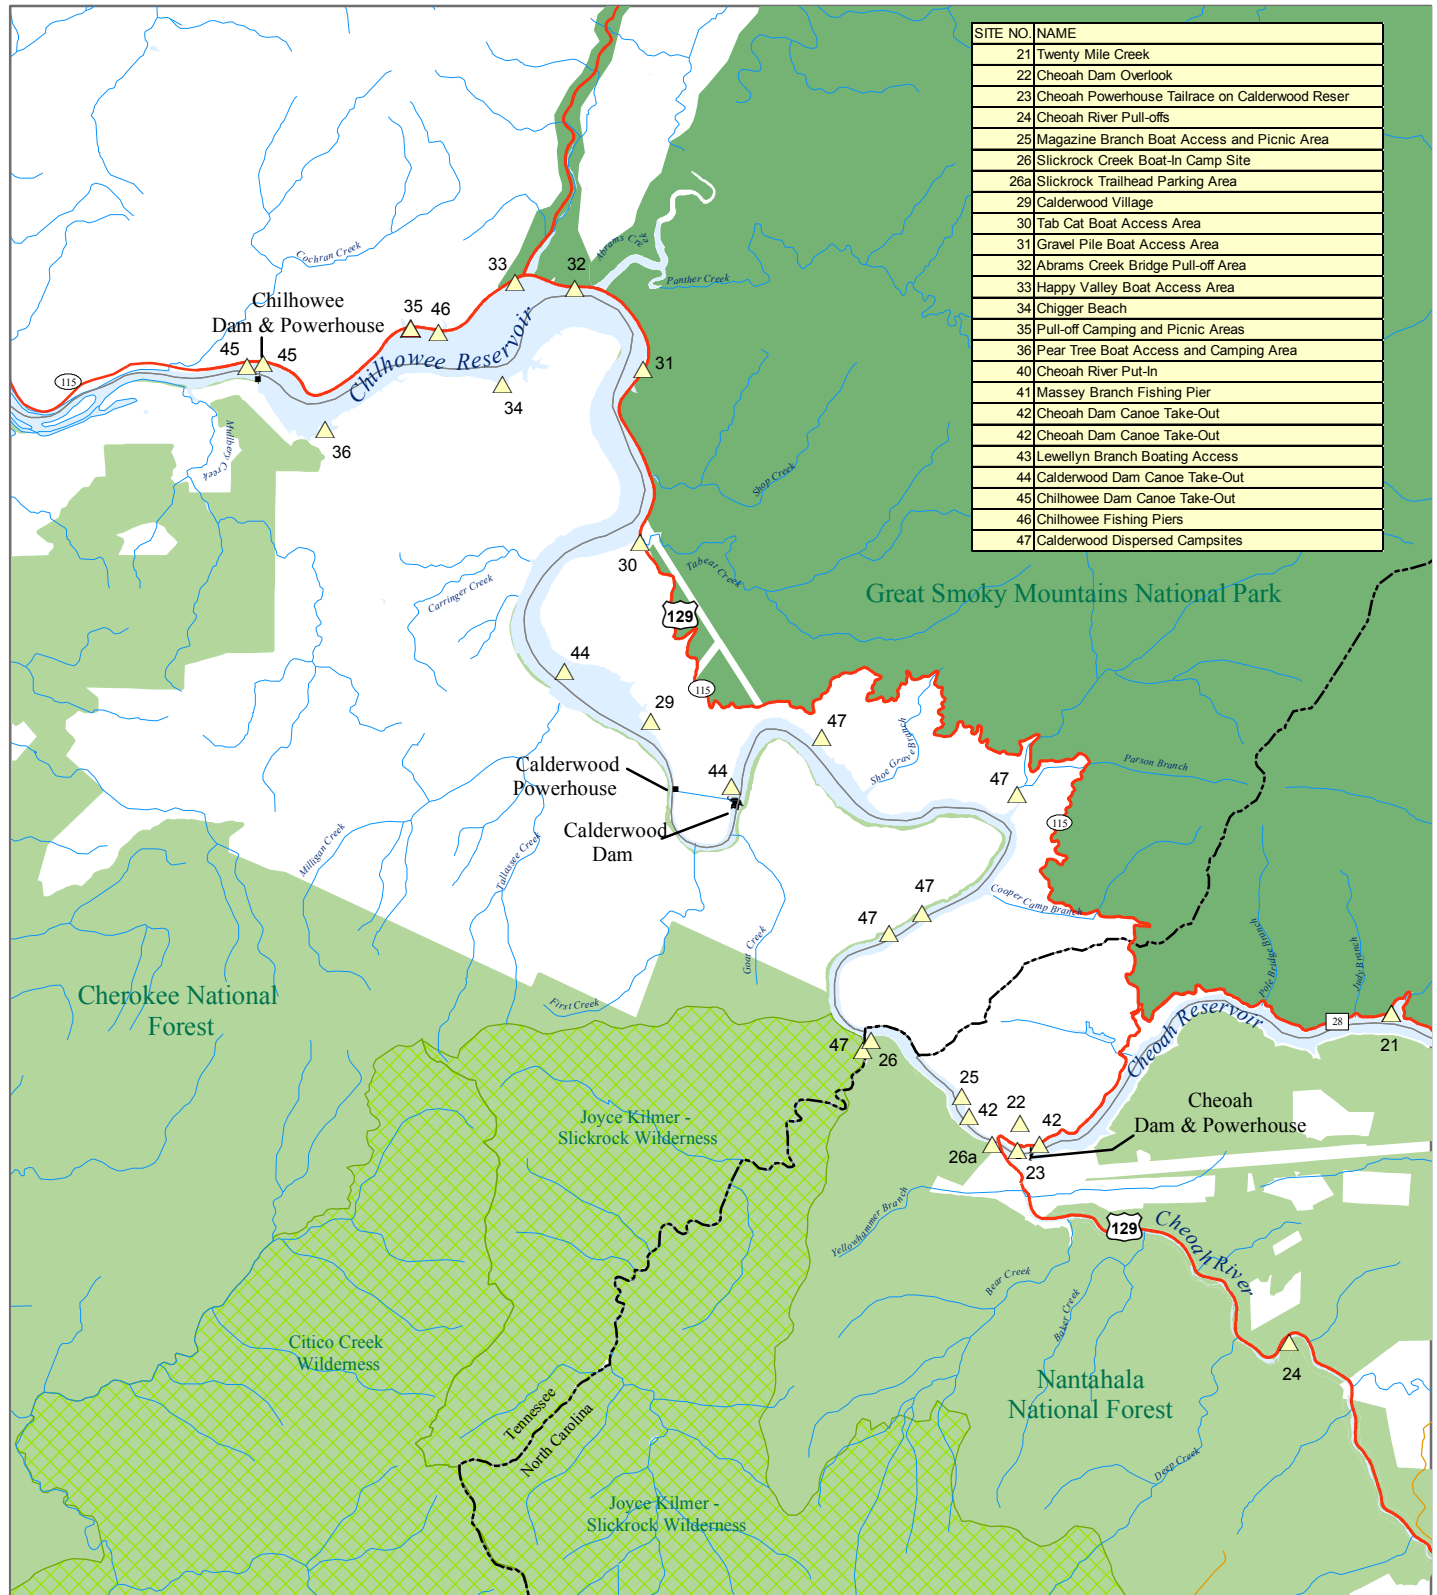 SITE NO. NAME
21 Twenty Mile Creek
22 Cheoah Dam Overlook
23 Cheoah Powerhouse Tailrace on Calderwood Reser
24 Cheoah River Pull-offs
25 Magazine Branch Boat Access and Picnic Area
26 Slickrock Creek Boat-In Camp Site
26a Slickrock Trailhead Parking Area
29 Calderwood Village
30 Tab Cat Boat Access Area
31 Gravel Pile Boat Access Area
32 Abrams Creek Bridge Pull-off Area
33 Happy Valley Boat Access Area
34 Chigger Beach
35 Pull-off Camping and Picnic Areas
36 Pear Tree Boat Access and Camping Area
40 Cheoah River Put-In
41 Massey Branch Fishing Pier
42 Cheoah Dam Canoe Take-Out
42 Cheoah Dam Canoe Take-Out
43 Lewellyn Branch Boating Access
44 Calderwood Dam Canoe Take-Out
45 Chilhowee Dam Canoe Take-Out
46 Chilhowee Fishing Piers
47 Calderwood Dispersed Campsites
Cochran Creek
Abrams Creek
Panther Creek
33
32
Chilhowee
Dam & Powerhouse
35
46
45
45
115
Chilhowee Reservoir
31
34
36
Mullbery Creek
Shop Creek
30
Tabcat Creek
Carringer Creek
129
Great Smoky Mountains National Park
44
115
29
47
Shoe Grave Branch
Parson Branch
Calderwood
Powerhouse
44
47
Calderwood
Dam
115
Milligan Creek
Tallassee Creek
47
47
Cooper Camp Branch
Goat Creek
Pole Bridge Branch
Judy Branch
Cherokee National
Forest
First Creek
Cheoah Reservoir
28
21
47
26
25
42
22
42
Cheoah
Dam & Powerhouse
26a
23
Joyce Kilmer -
Slickrock Wilderness
Yellowhammer Branch
129
Cheoah River
Bear Creek
Baker Creek
24
Citico Creek
Wilderness
Nantahala
National Forest
Tennessee
North Carolina
Deep Creek
Joyce Kilmer -
Slickrock Wilderness